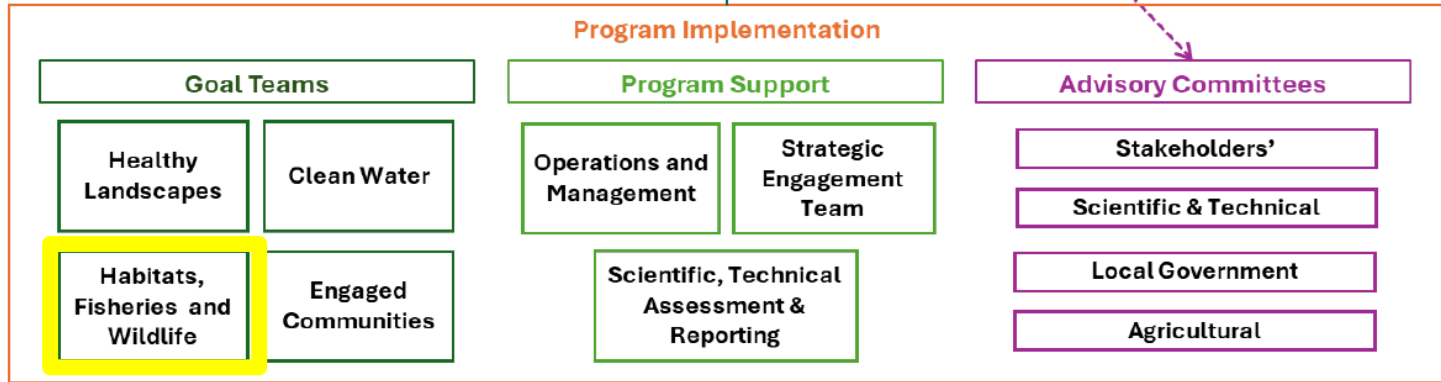 Program Implementation
Goal Teams
Healthy
Landscapes
Clean Water
Habitats,
Fisheries and
Wildlife
Engaged
Communities
Program Support
Operations and
Management
Strategic
Engagement
Team
Scientific, Technical
Assessment &
Reporting
Advisory Committees
Stakeholders’
Scientific & Technical
Local Government
Agricultural